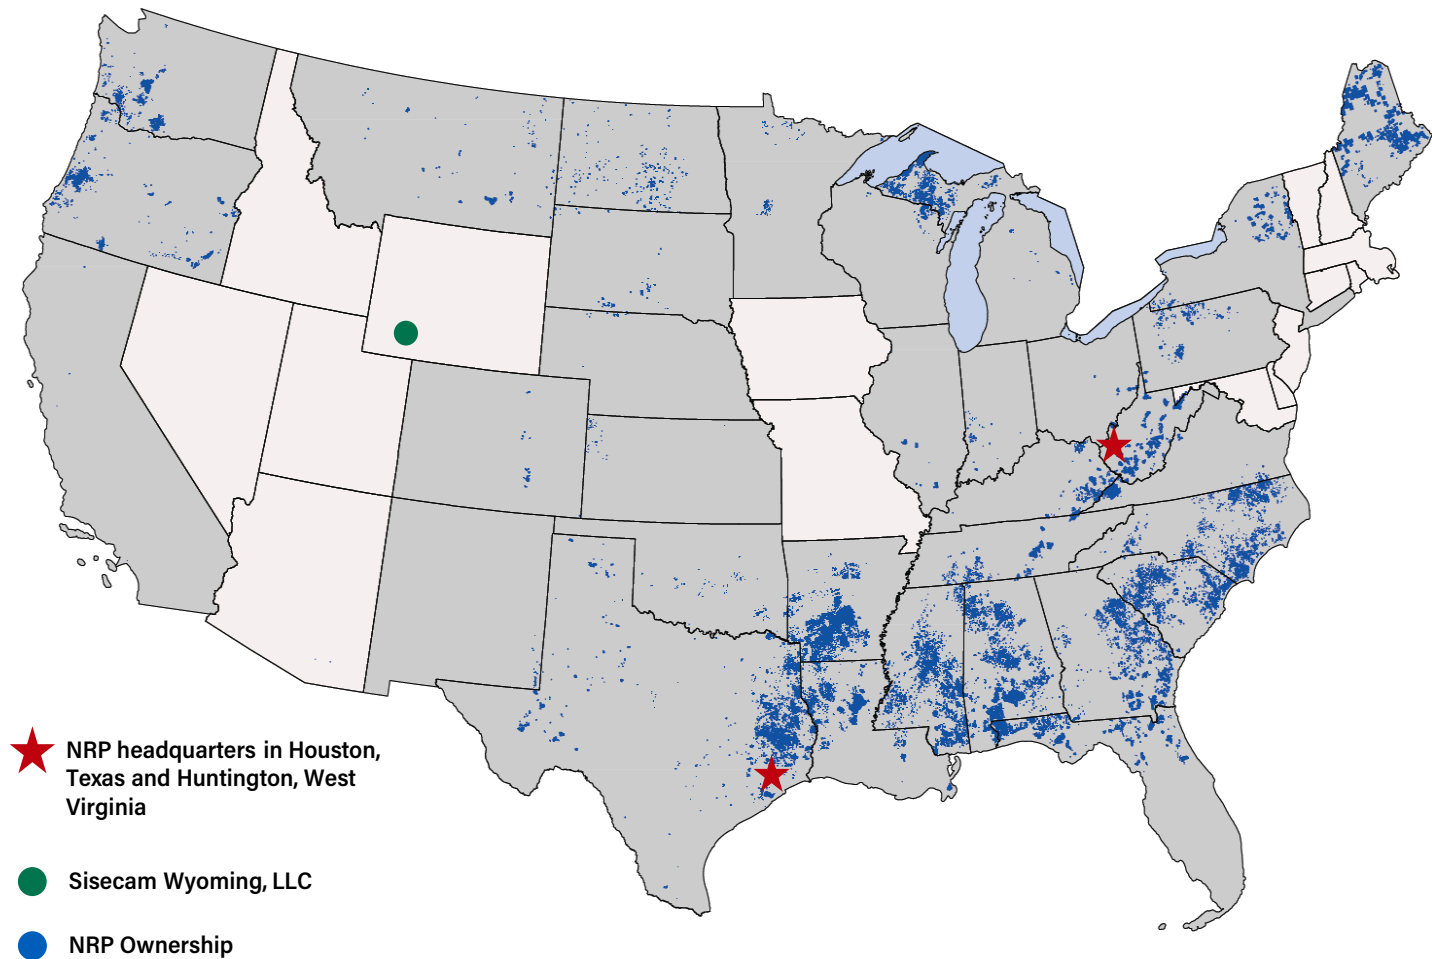 NRP headquarters in Houston,
Texas and Huntington, West
Virginia
Sisecam Wyoming, LLC
NRP Ownership